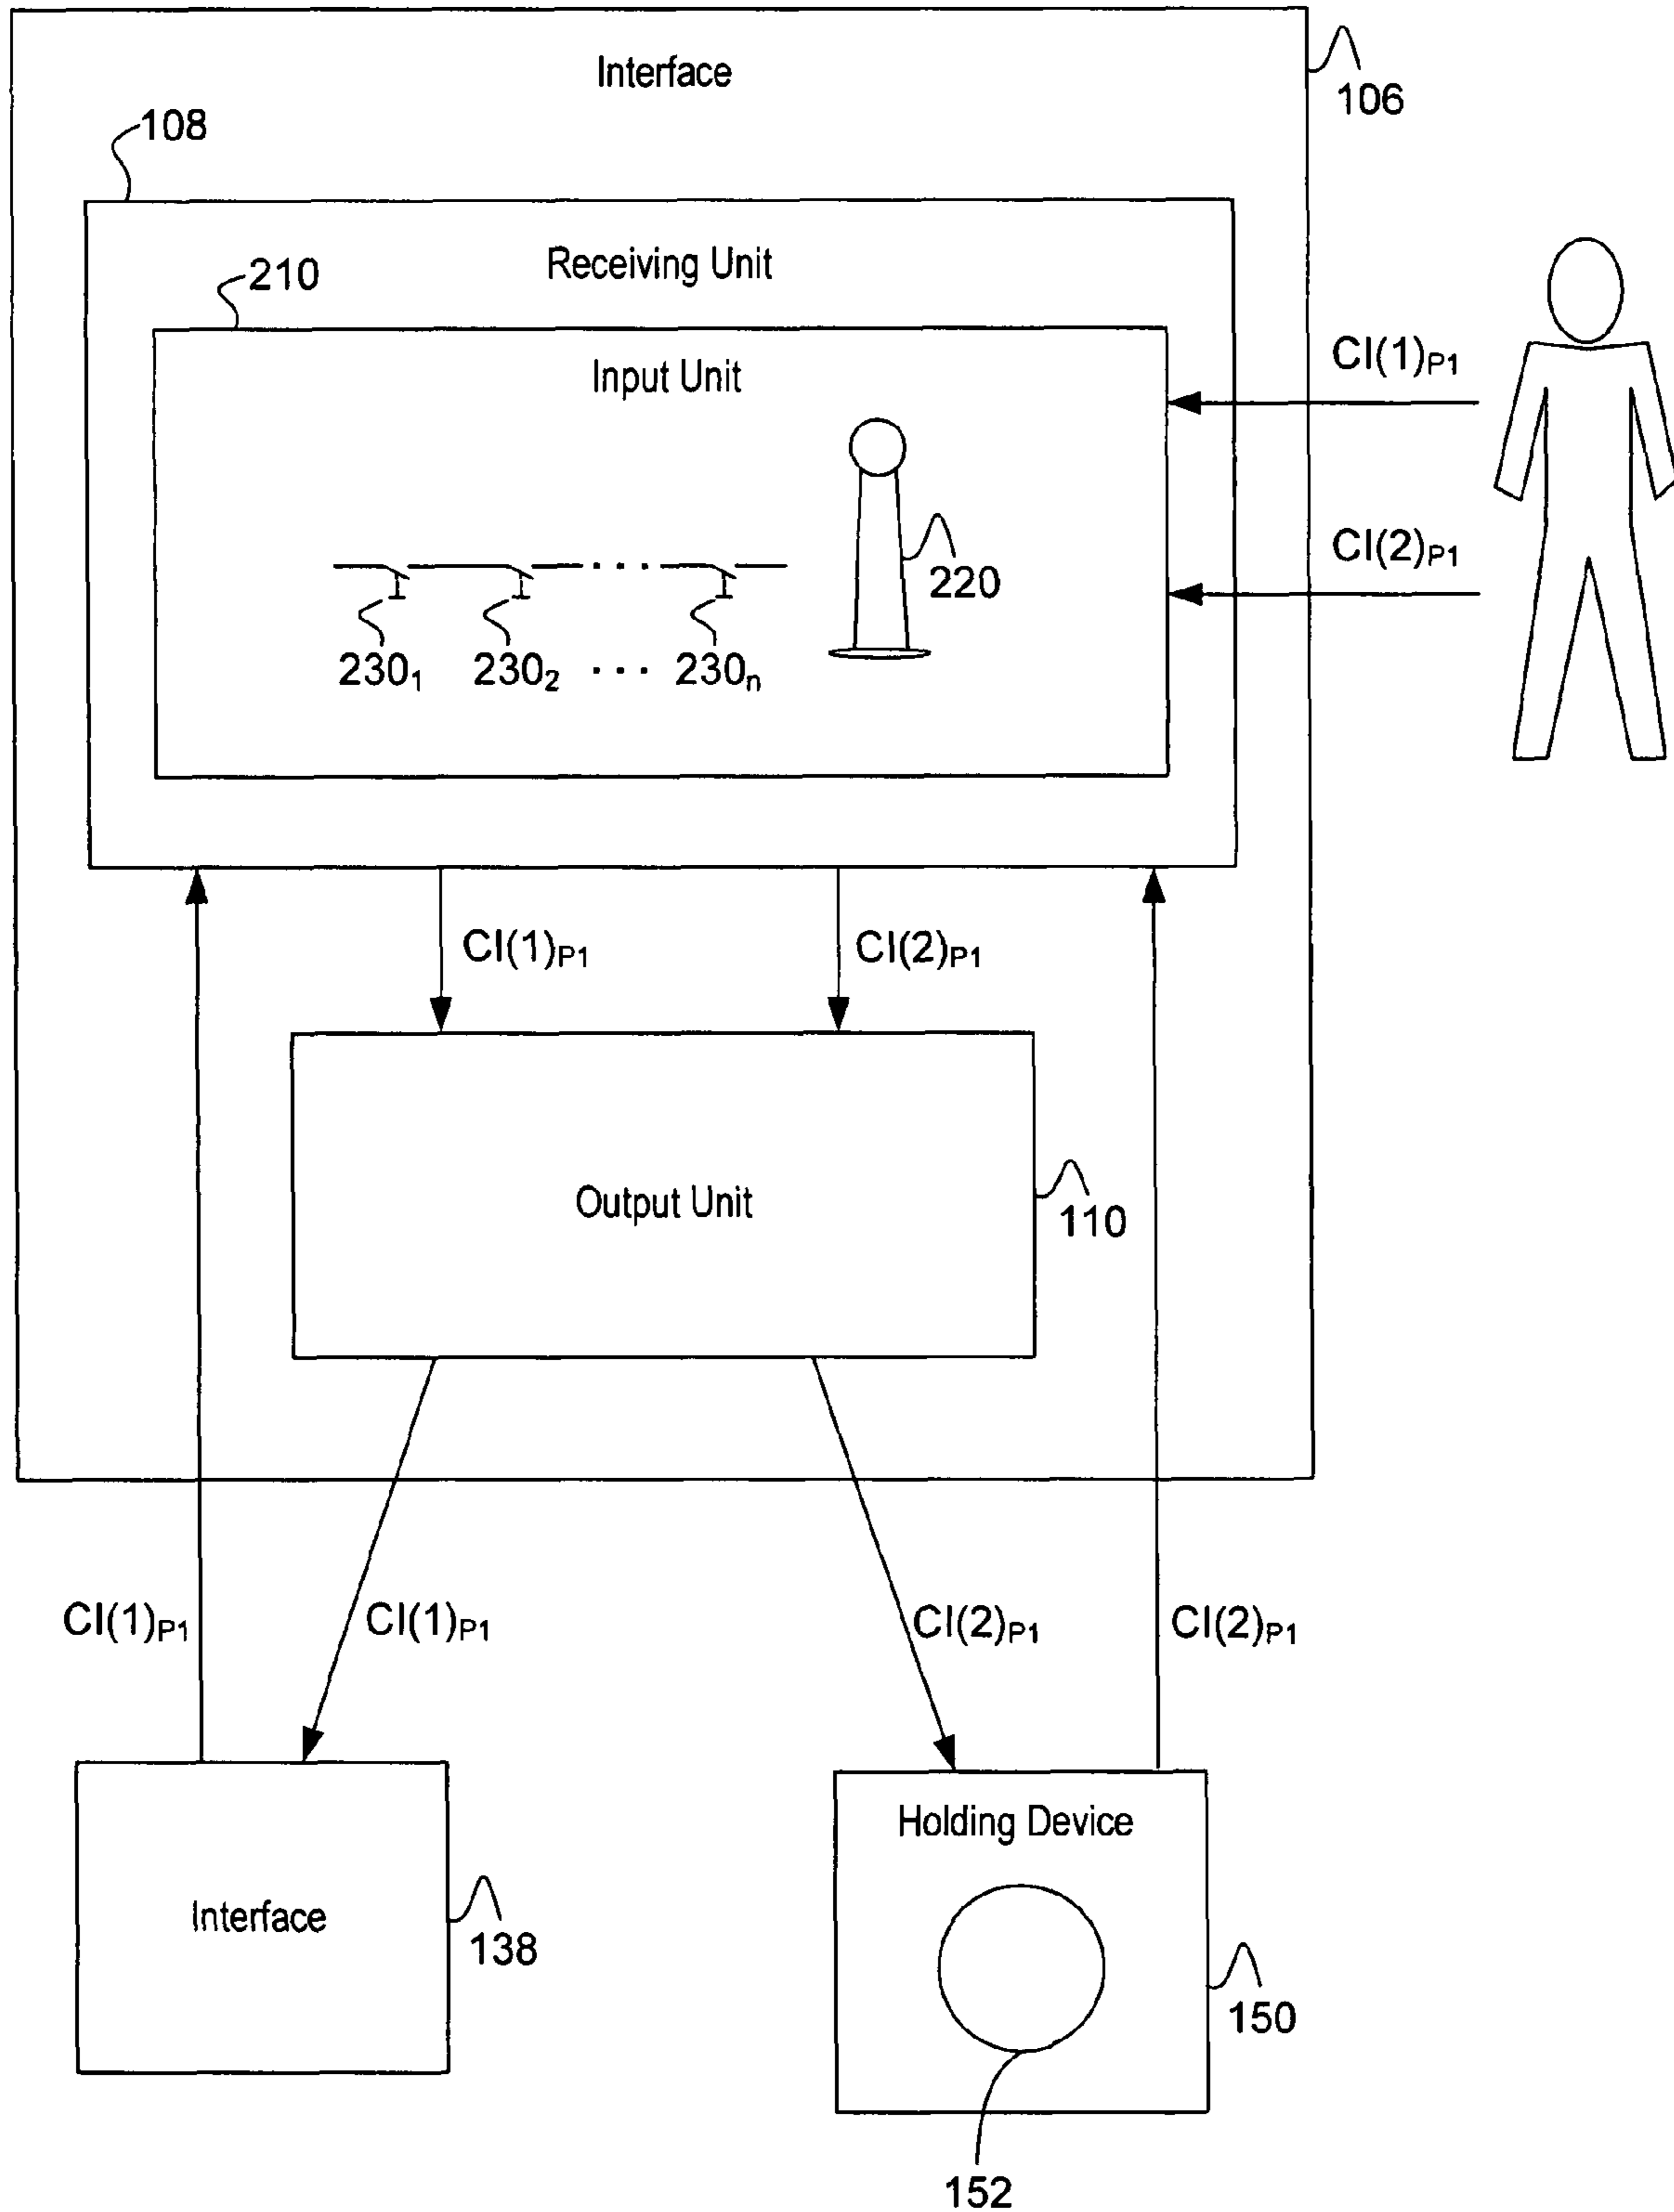 Interface
106
108
Receiving Unit
210
Input Unit
CI(1)P1
CI(2)P1
220
230₁ 230₂ ... 230ₙ
CI(1)P1 CI(2)P1
Output Unit
110
CI(1)P1 CI(1)P1 CI(2)P1 CI(2)P1
Holding Device
Interface
138
150
152